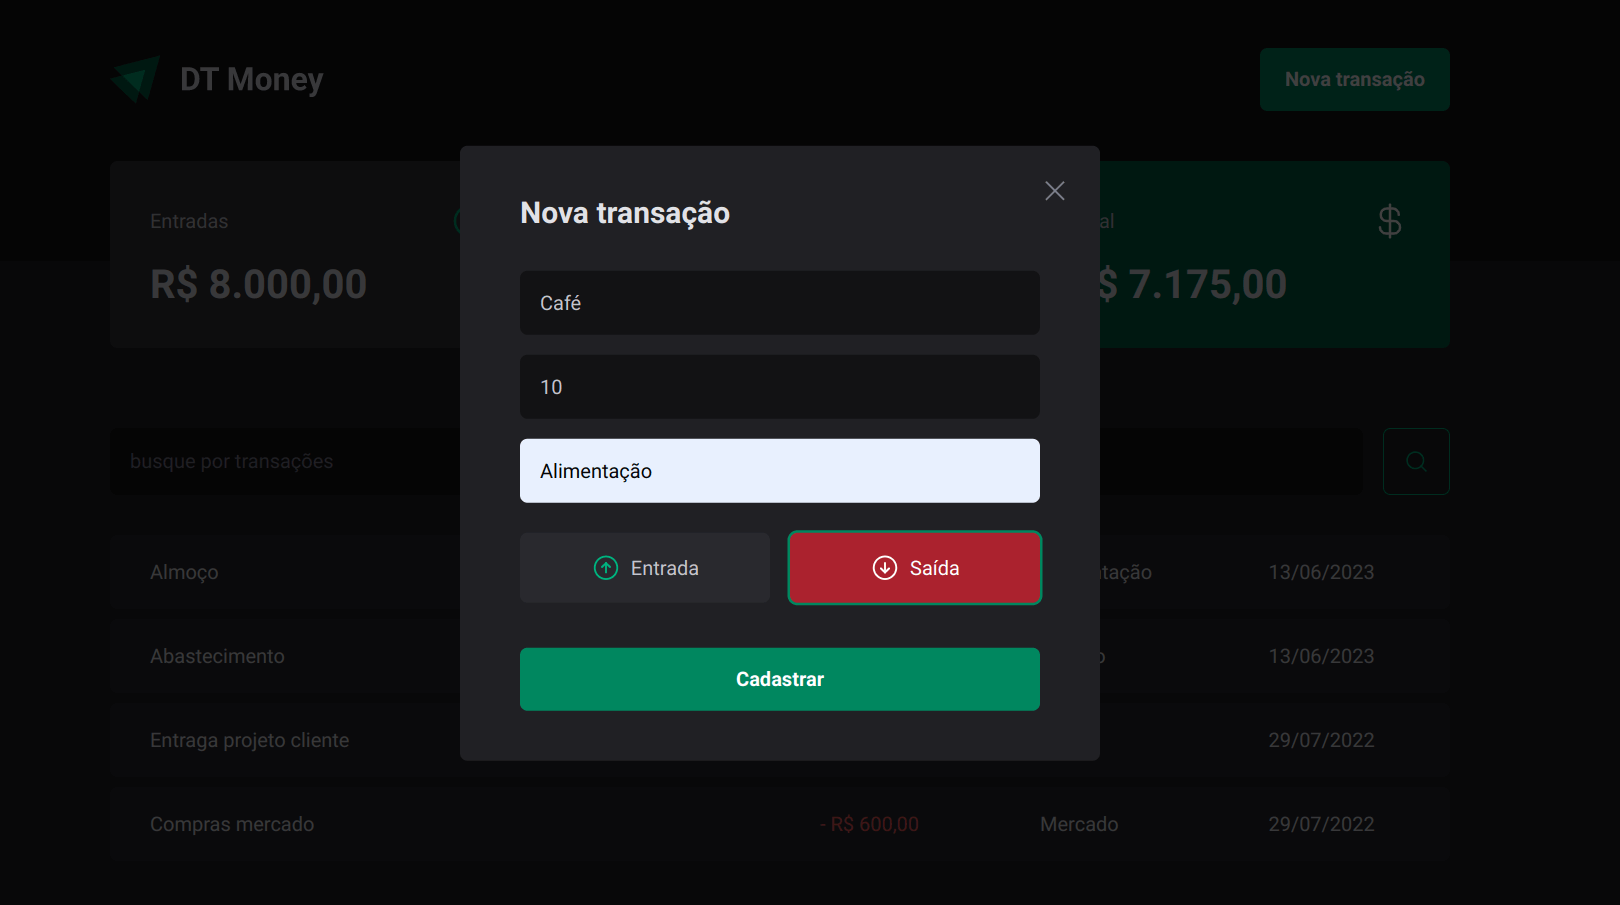 DT Money
Nova transação
Entradas
al
R$ 8.000,00
$ 7.175,00
Nova transação
Café
10
Alimentação
Entrada
Saída
Cadastrar
busque por transações
Almoço
tação
13/06/2023
Abastecimento
o
13/06/2023
Entraga projeto cliente
29/07/2022
Compras mercado
- R$ 600,00
Mercado
29/07/2022